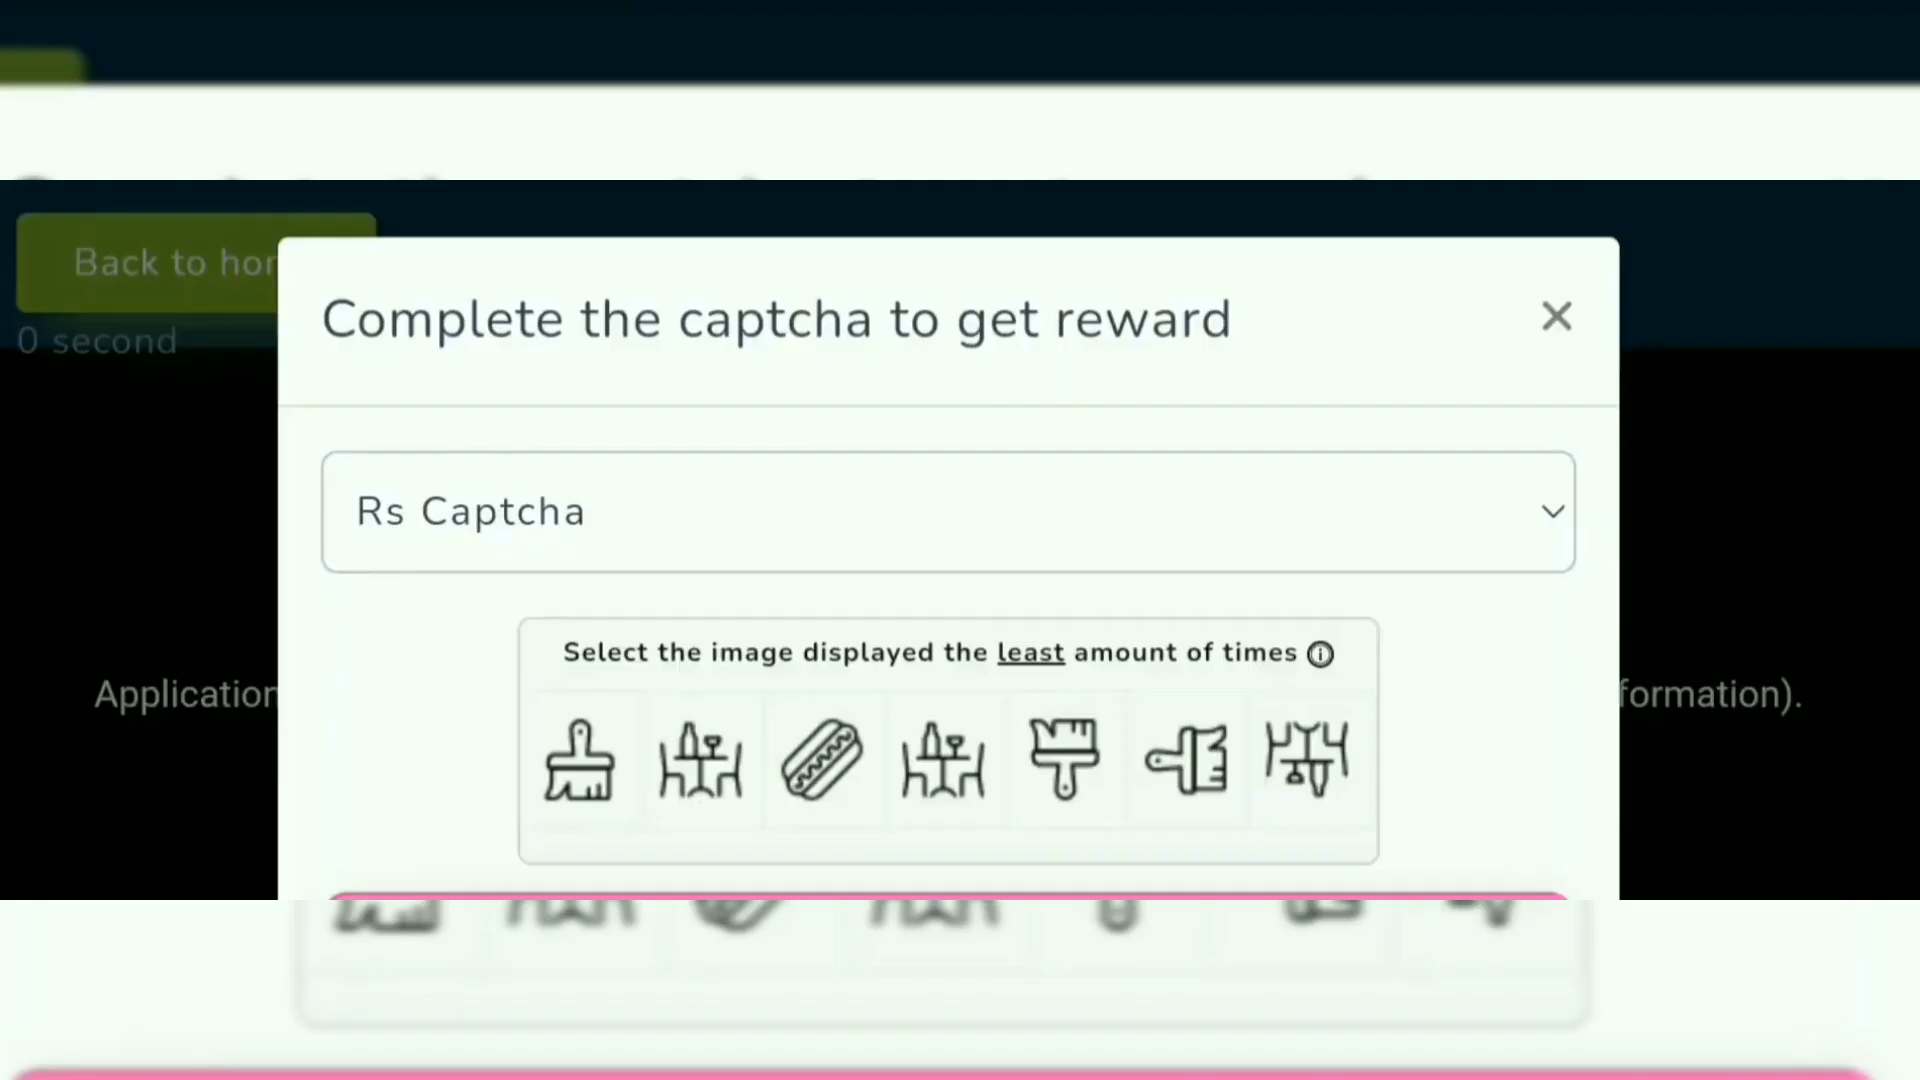 Back to hor
Complete the captcha to get reward
0 second
Rs Captcha
Select the image displayed the least amount of times
Application
formation).